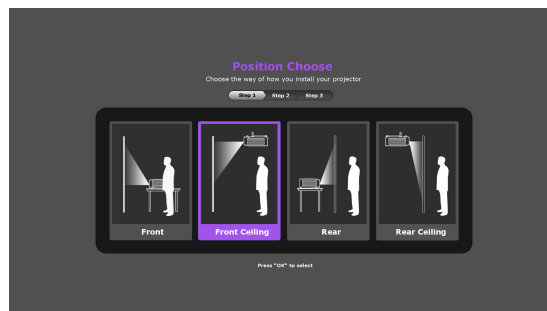 Position Choose
Choose the way of how you install your projector
Step 1 Step 2 Step 3
Front Front Ceiling Rear Rear Ceiling
Press "OK" to select